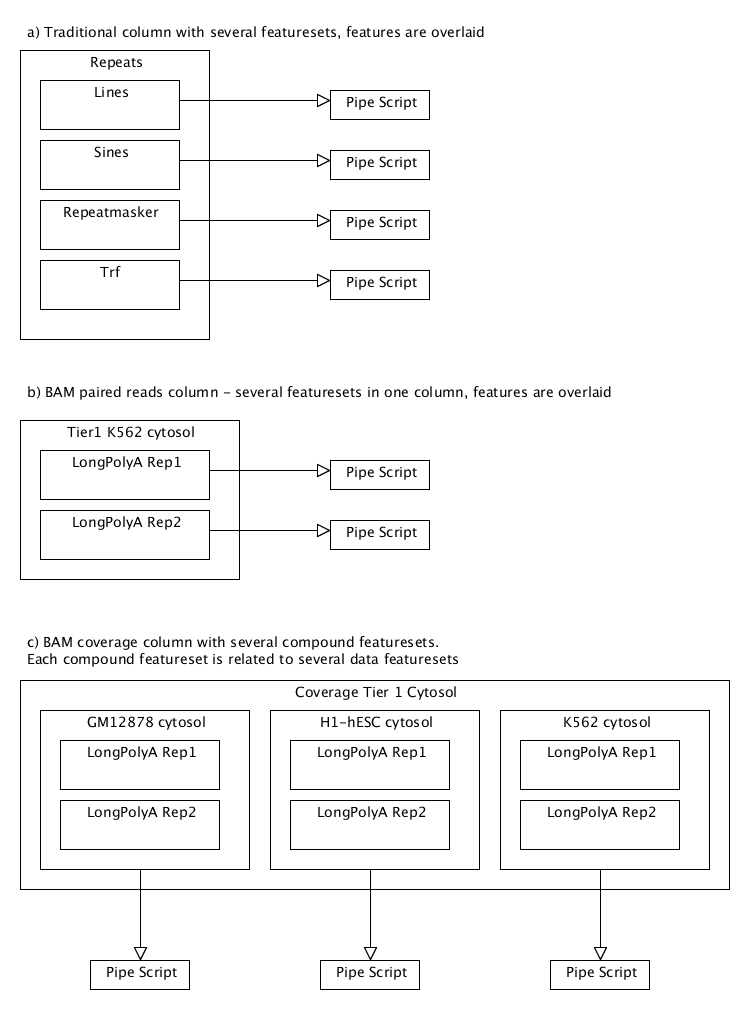 a) Traditional column with several featuresets, features are overlaid
Repeats
Lines
Pipe Script
Sines
Pipe Script
Repeatmasker
Pipe Script
Trf
Pipe Script
b) BAM paired reads column – several featuresets in one column, features are overlaid
Tier1 K562 cytosol
LongPolyA Rep1
Pipe Script
LongPolyA Rep2
Pipe Script
c) BAM coverage column with several compound featuresets.
Each compound featureset is related to several data featuresets
Coverage Tier 1 Cytosol
GM12878 cytosol
LongPolyA Rep1
LongPolyA Rep2
H1-hESC cytosol
LongPolyA Rep1
LongPolyA Rep2
K562 cytosol
LongPolyA Rep1
LongPolyA Rep2
Pipe Script
Pipe Script
Pipe Script